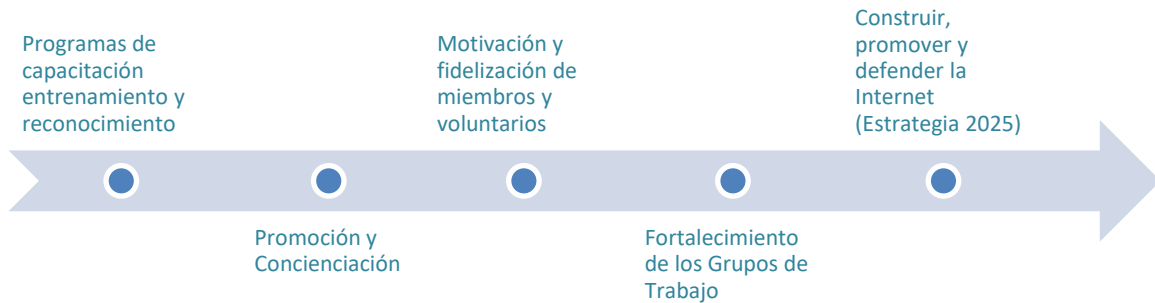 Programas de
capacitación
entrenamiento y
reconocimiento
Promoción y
Concienciación
Motivación y
fidelización de
miembros y
voluntarios
Fortalecimiento
de los Grupos de
Trabajo
Construir,
promover y
defender la
Internet
(Estrategia 2025)